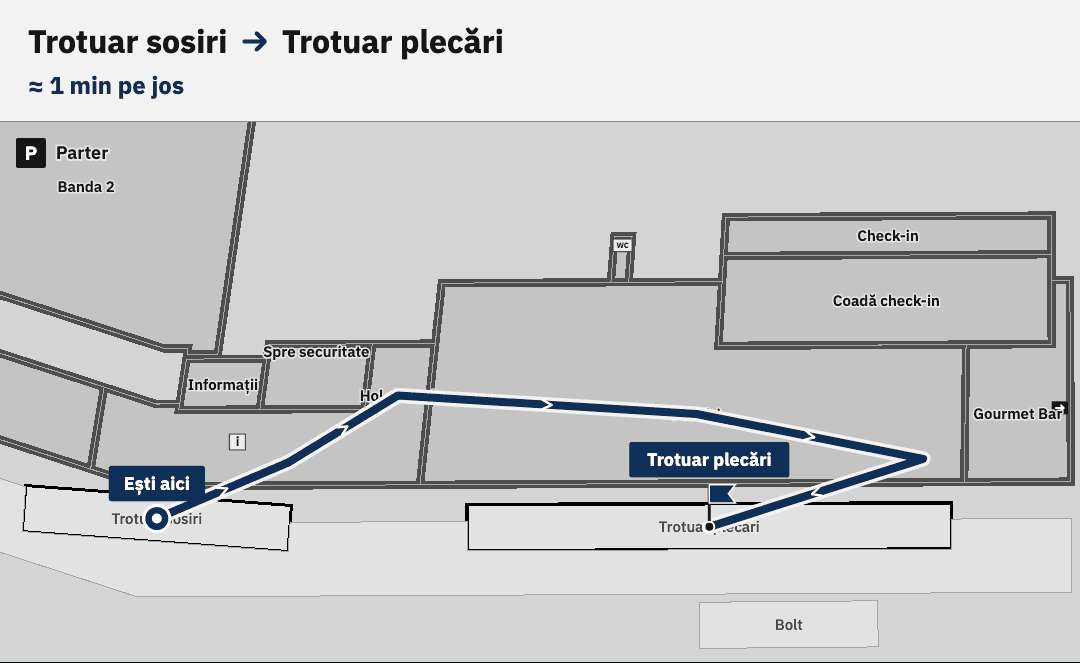 Trotuar sosiri → Trotuar plecări
≈ 1 min pe jos
P Parter
Banda 2
wc
Check-in
Coadă check-in
Spre securitate
Informații
Hol
Gourmet Bar
i
Trotuar plecări
Ești aici
Bolt